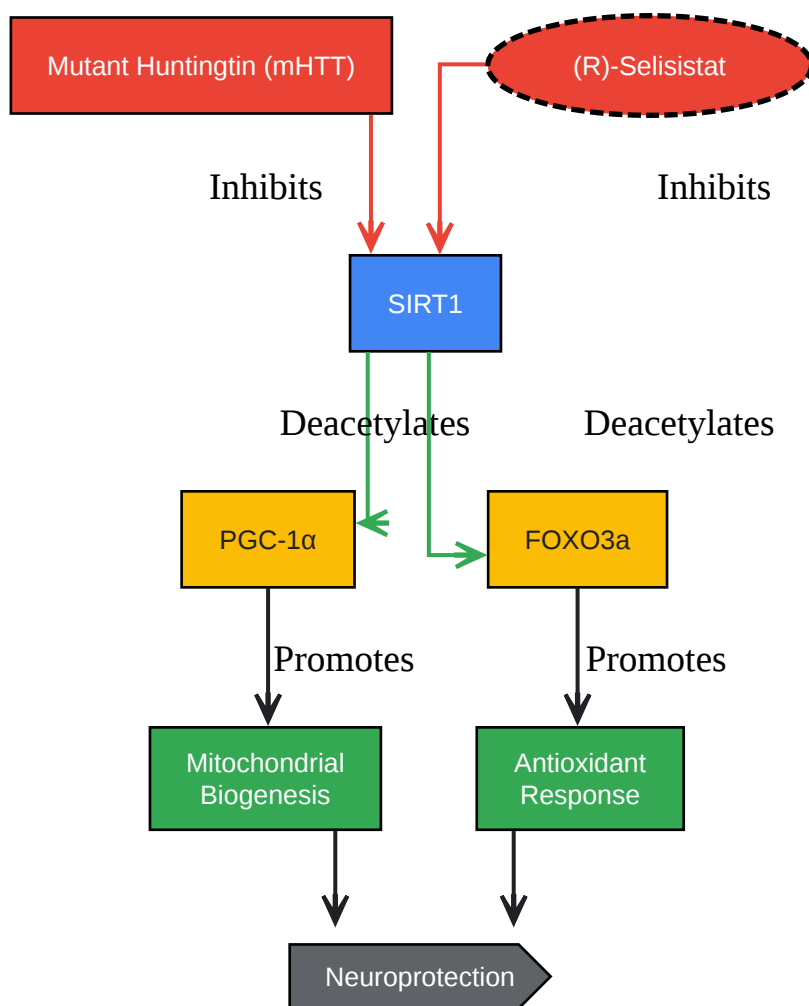 Mutant Huntingtin (mHTT)
(R)-Selisistat
Inhibits
Inhibits
SIRT1
Deacetylates
Deacetylates
PGC-1α
FOXO3a
Promotes
Promotes
Mitochondrial
Biogenesis
Antioxidant
Response
Neuroprotection